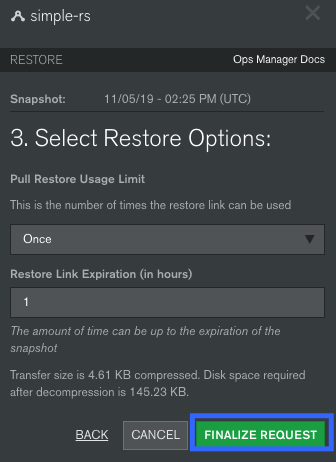 simple-rs
RESTORE Ops Manager Docs
Snapshot: 11/05/19 - 02:25 PM (UTC)
3. Select Restore Options:
Pull Restore Usage Limit
This is the number of times the restore link can be used
Once
Restore Link Expiration (in hours)
1
The amount of time can be up to the expiration of the
snapshot
Transfer size is 4.61 KB compressed. Disk space required
after decompression is 145.23 KB.
BACK CANCEL FINALIZE REQUEST